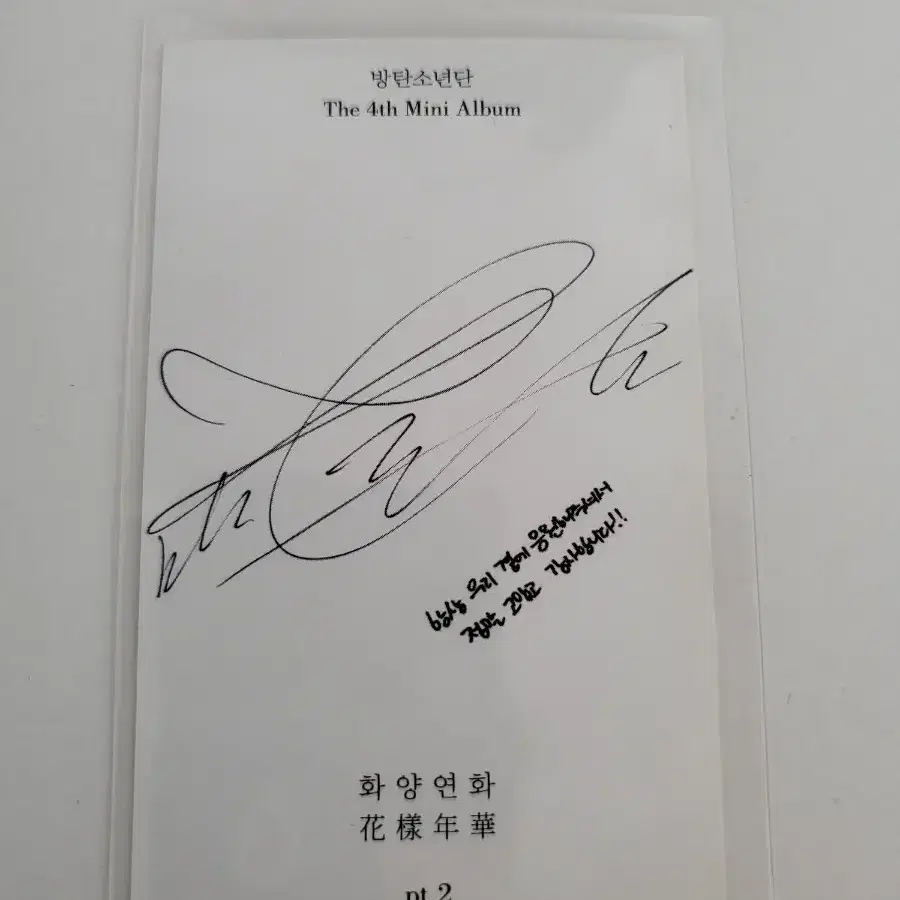 방탄소년단
The 4th Mini Album
항상 우리 곁에 응원해주셔서
정말 고맙고 감사합니다!!
화양연화
花樣年華
pt.2